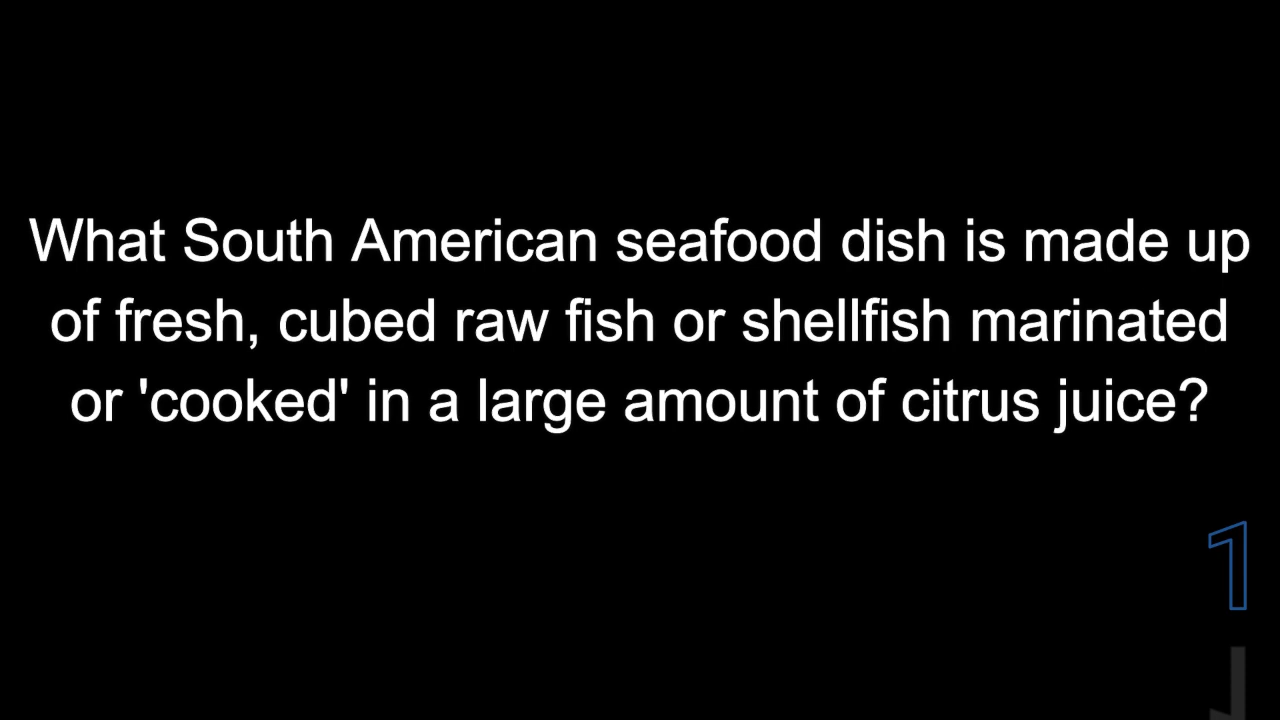 What South American seafood dish is made up
of fresh, cubed raw fish or shellfish marinated
or 'cooked' in a large amount of citrus juice?
1